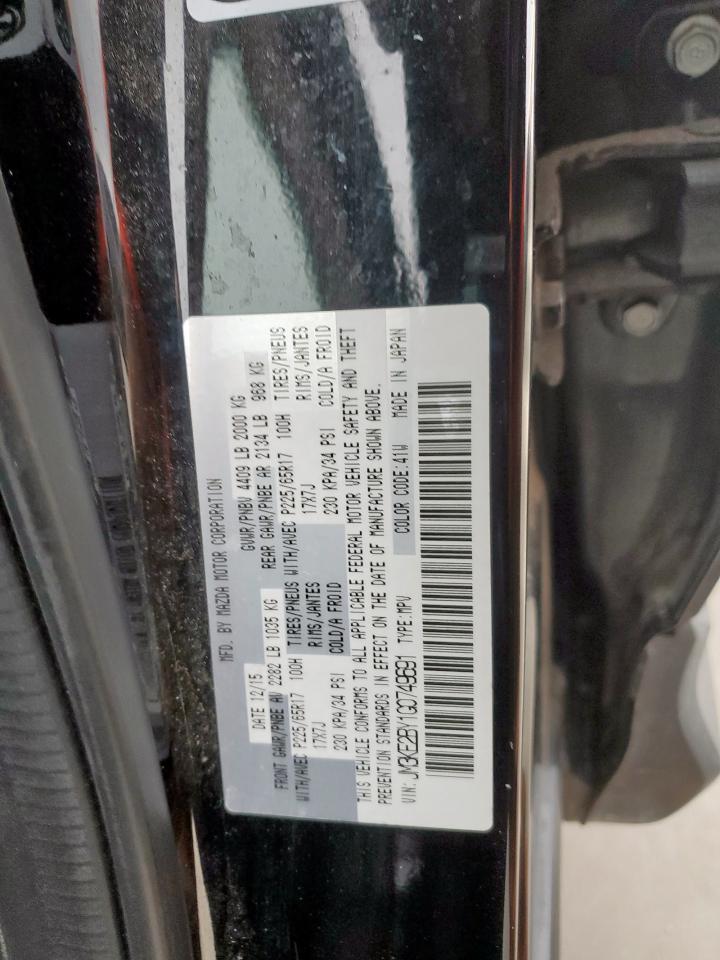 MFD. BY MAZDA MOTOR CORPORATION
DATE 12/15 GVWR/PNBV 4409 LB 2000 KG
FRONT GAWR/PNBE AV 2282 LB 1035 KG REAR GAWR/PNBE AR 2134 LB 968 KG
WITH/AVEC P225/65R17 100H TIRES/PNEUS WITH/AVEC P225/65R17 100H TIRES/PNEUS
17X7J RIMS/JANTES 17X7J RIMS/JANTES
230 KPA/34 PSI COLD/A FROID 230 KPA/34 PSI COLD/A FROID
THIS VEHICLE CONFORMS TO ALL APPLICABLE FEDERAL MOTOR VEHICLE SAFETY AND THEFT
PREVENTION STANDARDS IN EFFECT ON THE DATE OF MANUFACTURE SHOWN ABOVE.
VIN: JM3KE2BY1G0749691 TYPE:MPV COLOR CODE:41W MADE IN JAPAN